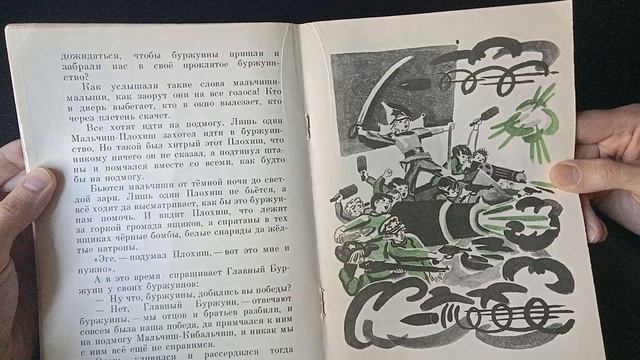 дожидаться, чтобы буржуины пришли и
забрали нас в своё проклятое буржуин-
ство?
Как услышали такие слова мальчиши-
малыши, как заорут они на все голоса! Кто
в дверь выбегает, кто в окно вылезает, кто
через плетень скачет.
Все хотят идти на подмогу. Лишь один
Мальчиш-Плохиш захотел идти в буржуин-
ство. Но такой был хитрый этот Плохиш, что
никому ничего он не сказал, а подтянул шта-
ны и помчался вместе со всеми, как будто
бы на подмогу.
Бьются мальчиши от тёмной ночи до свет-
лой зари. Лишь один Плохиш не бьётся, а
всё ходит да высматривает, как бы это буржуи-
нам помочь. И видит Плохиш, что лежит
за горкой громада ящиков, а спрятаны в тех
ящиках чёрные бомбы, белые снаряды да жёл-
тые патроны.
«Эге,— подумал Плохиш,— вот это мне и
нужно».
А в это время спрашивает Главный Бур-
жуин у своих буржуинов:
— Ну что, буржуины, добились вы победы?
— Нет, Главный Буржуин,— отвечают
буржуины,— мы отцов и братьев разбили, и
совсем была наша победа, да примчался к ним
на подмогу Мальчиш-Кибальчиш, и никак мы
с ним всё ещё не справимся.
удивился и рассердился тогда